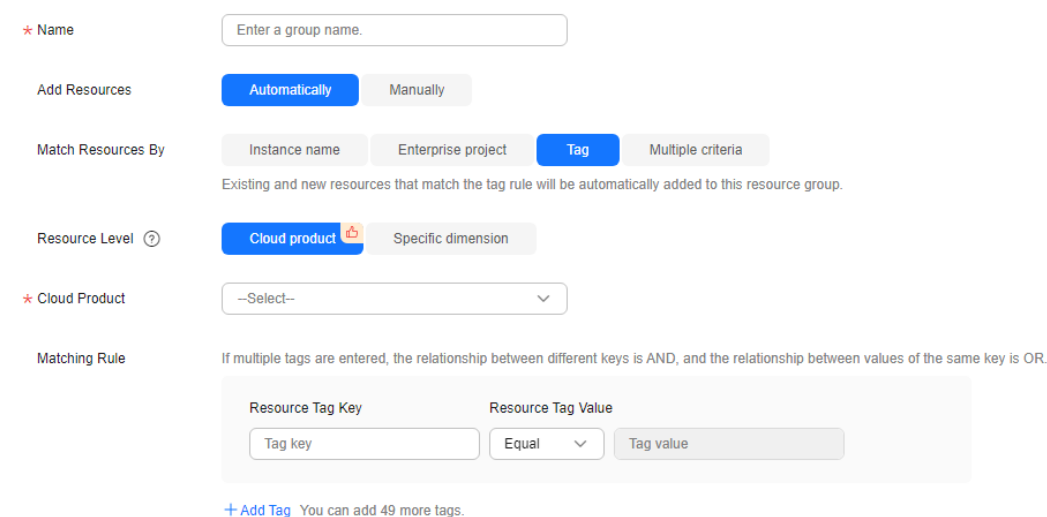 * Name Enter a group name.
Add Resources Automatically Manually
Match Resources By Instance name Enterprise project Tag Multiple criteria
Existing and new resources that match the tag rule will be automatically added to this resource group.
Resource Level ? Cloud product Specific dimension
* Cloud Product --Select--
Matching Rule If multiple tags are entered, the relationship between different keys is AND, and the relationship between values of the same key is OR.
Resource Tag Key Resource Tag Value
Tag key Equal Tag value
+ Add Tag You can add 49 more tags.